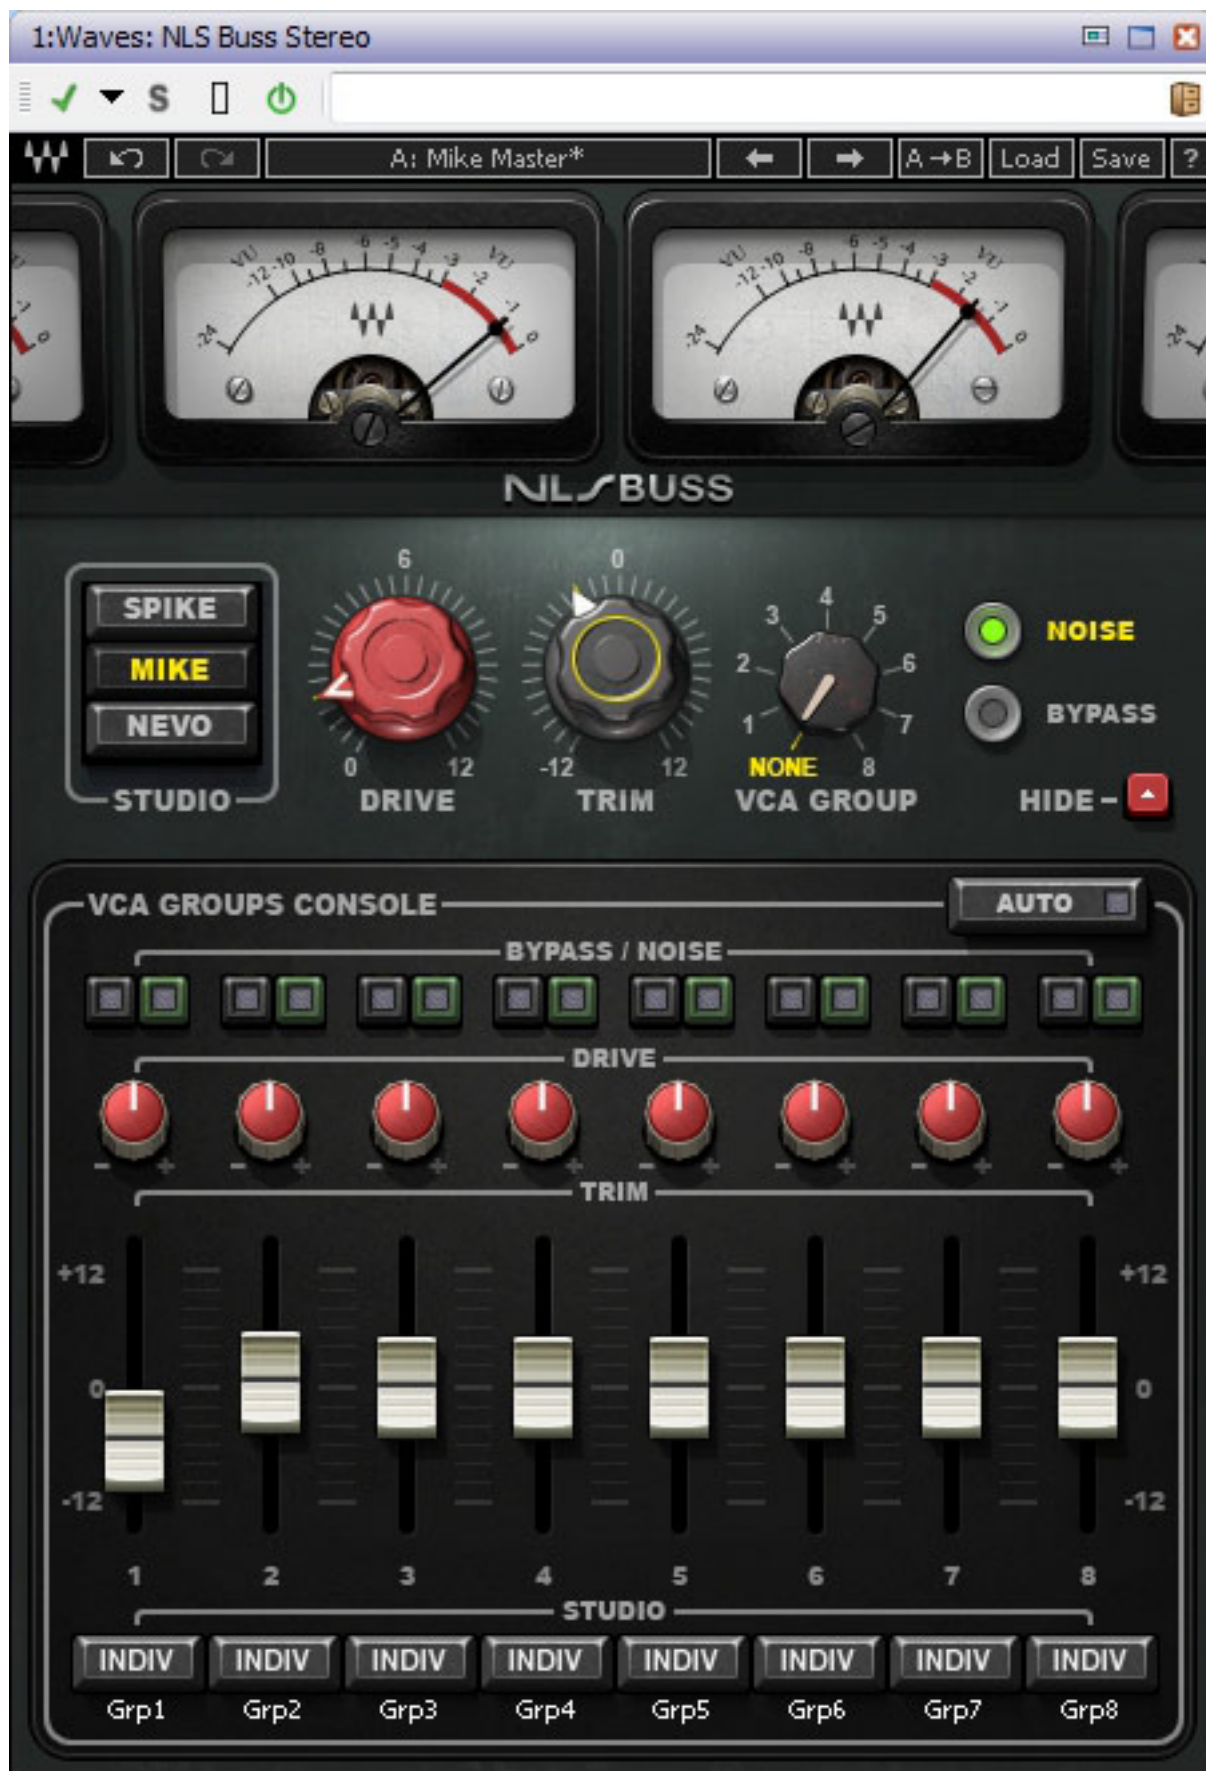 1:Waves: NLS Buss Stereo
S
A: Mike Master*
A→B Load Save ?
VU VU VU VU
-24 -12 -10 -8 -6 -5 -4 -3 -2 -1 0
-24 -12 -10 -8 -6 -5 -4 -3 -2 -1 0
-1 0
-24
NLS BUSS
SPIKE
MIKE
NEVO
STUDIO
6
0 12
DRIVE
0
-12 12
TRIM
1 2 3 4 5 6 7 8
NONE
VCA GROUP
NOISE
BYPASS
HIDE
VCA GROUPS CONSOLE
AUTO
BYPASS / NOISE
DRIVE
- + - + - + - + - + - + - + - +
TRIM
+12 +12
0 0
-12 -12
1 2 3 4 5 6 7 8
STUDIO
INDIV INDIV INDIV INDIV INDIV INDIV INDIV INDIV
Grp1 Grp2 Grp3 Grp4 Grp5 Grp6 Grp7 Grp8